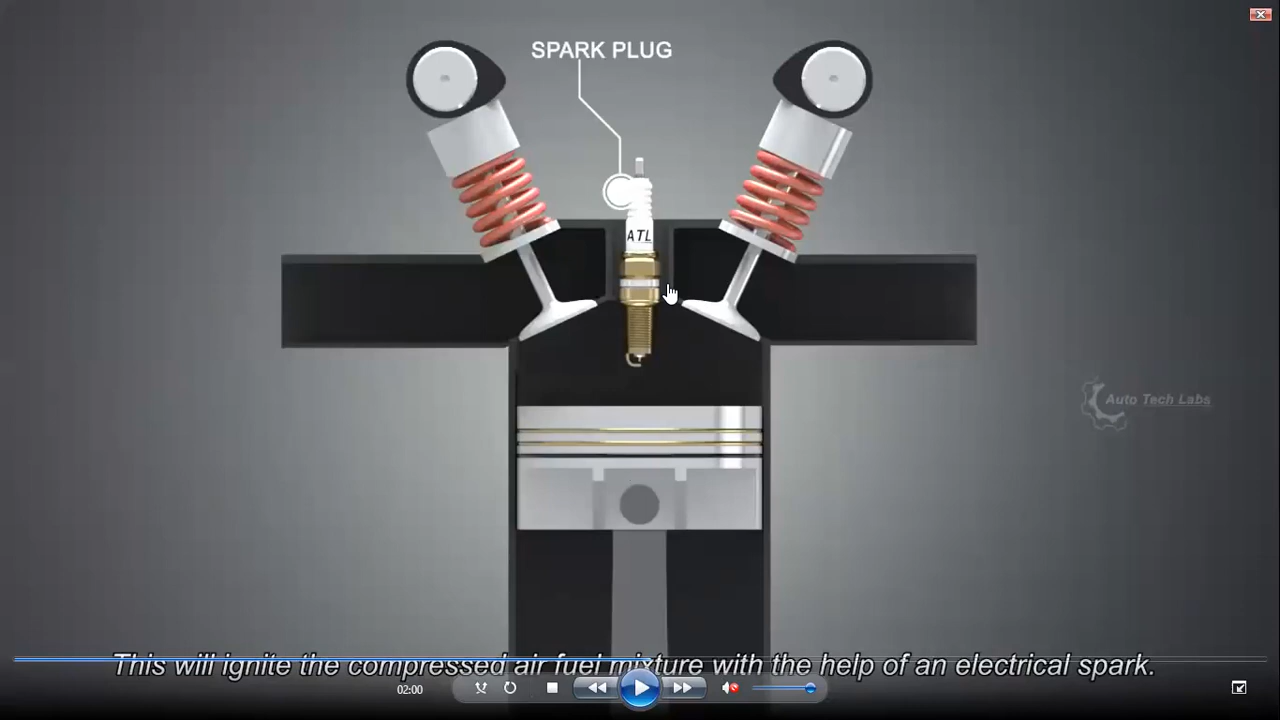 SPARK PLUG
ATL
Auto Tech Labs
This will ignite the compressed air fuel mixture with the help of an electrical spark.
02:00